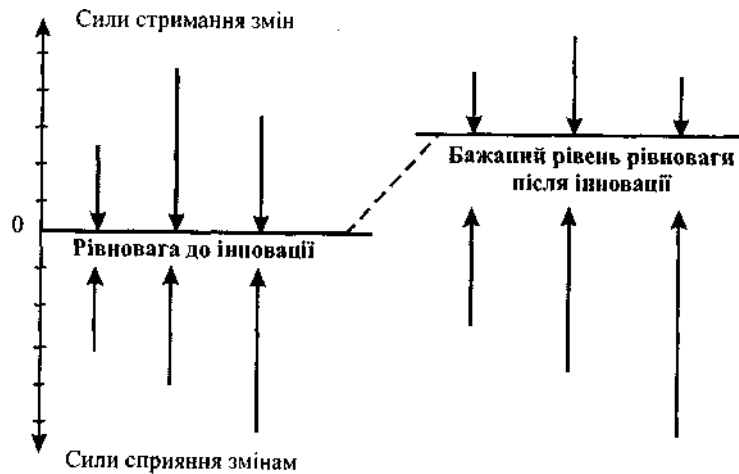 Сили стримання змін
0
Рівновага до інновації
Бажаний рівень рівноваги
після інновації
Сили сприяння змінам